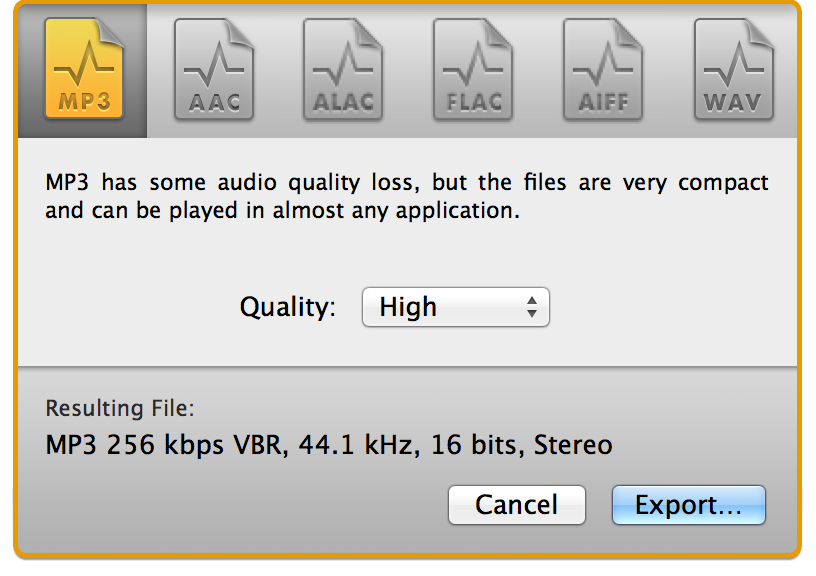 MP3 AAC ALAC FLAC AIFF WAV
MP3 has some audio quality loss, but the files are very compact
and can be played in almost any application.
Quality: High
Resulting File:
MP3 256 kbps VBR, 44.1 kHz, 16 bits, Stereo
Cancel Export...